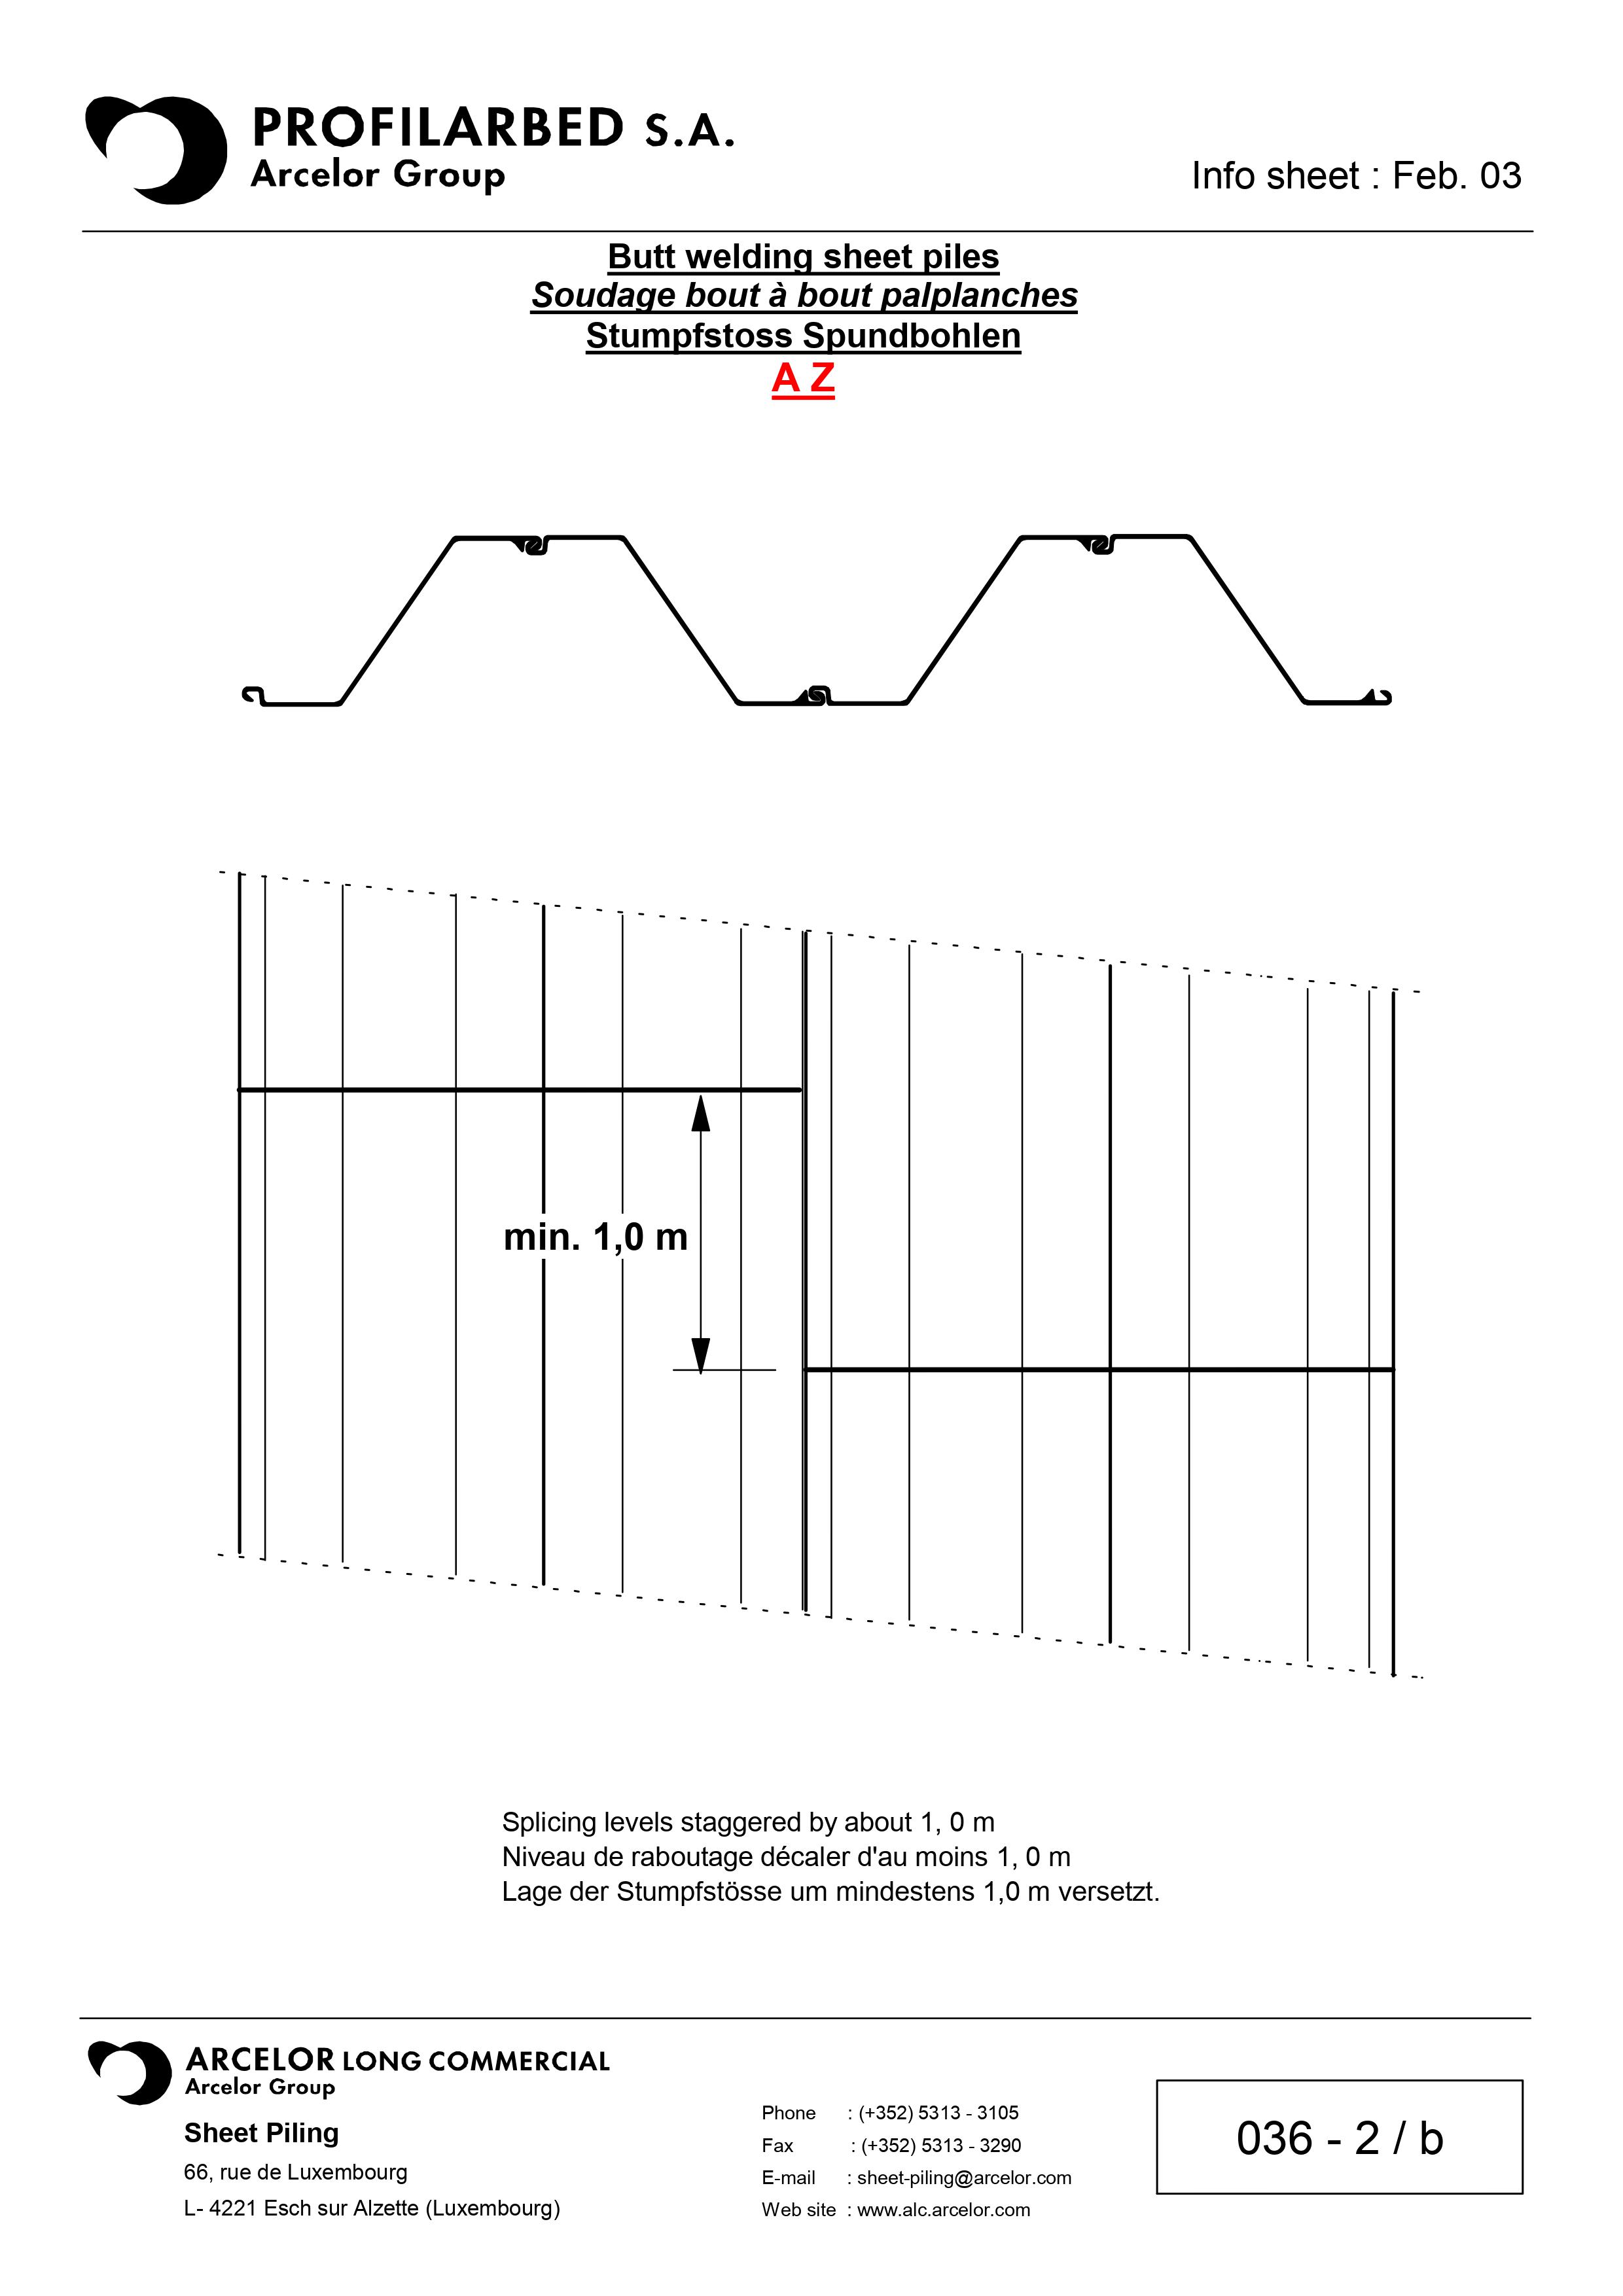 PROFILARBED S.A.
Arcelor Group
Info sheet : Feb. 03
Butt welding sheet piles
Soudage bout à bout palplanches
Stumpfstoss Spundbohlen
A Z
min. 1,0 m
Splicing levels staggered by about 1, 0 m
Niveau de raboutage décaler d'au moins 1, 0 m
Lage der Stumpfstösse um mindestens 1,0 m versetzt.
ARCELOR LONG COMMERCIAL
Arcelor Group
Sheet Piling
66, rue de Luxembourg
L- 4221 Esch sur Alzette (Luxembourg)
Phone : (+352) 5313 - 3105
Fax : (+352) 5313 - 3290
E-mail : sheet-piling@arcelor.com
Web site : www.alc.arcelor.com
036 - 2 / b